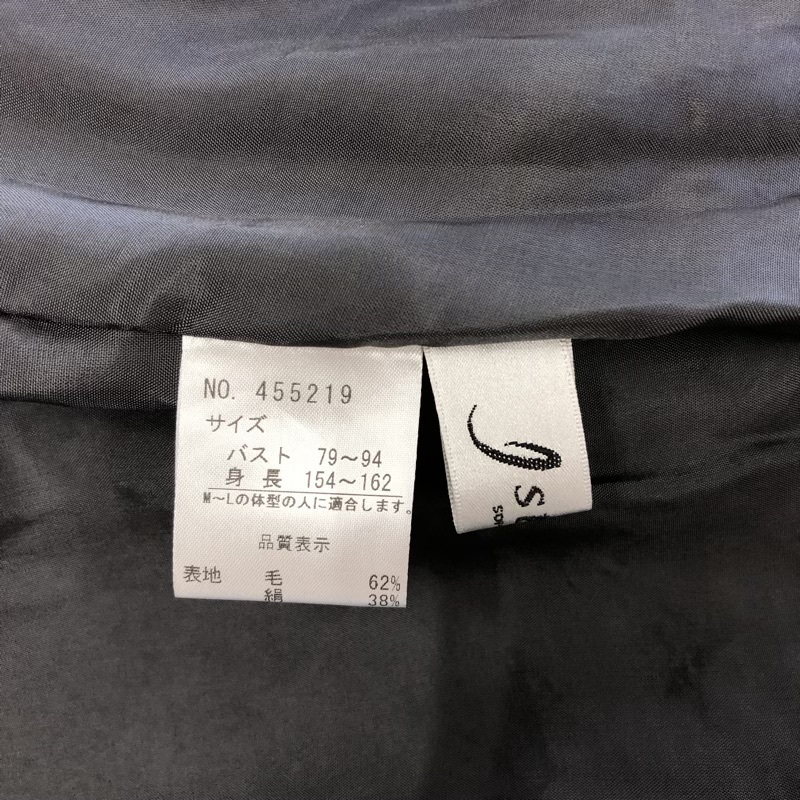 NO. 455219
サイズ
バスト 79~94
身長 154~162
M~Lの体型の人に適合します。
品質表示
表地 毛 62%
絹 38%